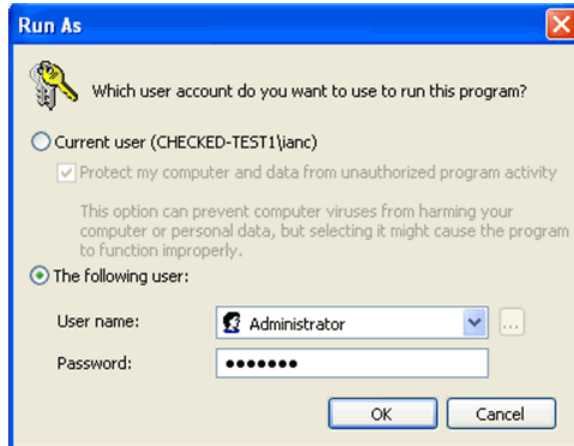 Run As
Which user account do you want to use to run this program?
Current user (CHECKED-TEST1\ianc)
Protect my computer and data from unauthorized program activity
This option can prevent computer viruses from harming your
computer or personal data, but selecting it might cause the program
to function improperly.
The following user:
User name: Administrator ...
Password: •••••••
OK Cancel